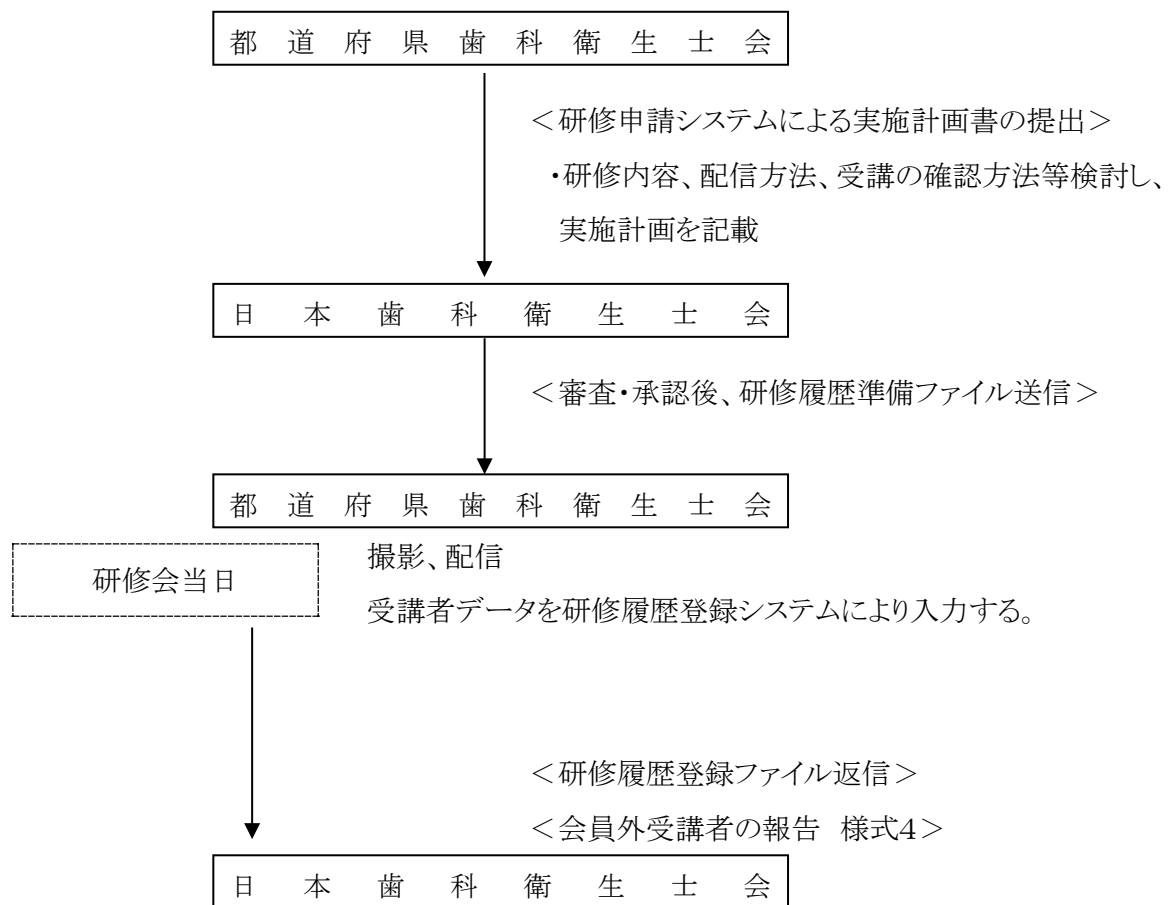 都道府県歯科衛生士会
＜研修申請システムによる実施計画書の提出＞
・研修内容、配信方法、受講の確認方法等検討し、
実施計画を記載
日本歯科衛生士会
＜審査・承認後、研修履歴準備ファイル送信＞
都道府県歯科衛生士会
研修会当日
撮影、配信
受講者データを研修履歴登録システムにより入力する。
＜研修履歴登録ファイル返信＞
＜会員外受講者の報告　様式4＞
日本歯科衛生士会